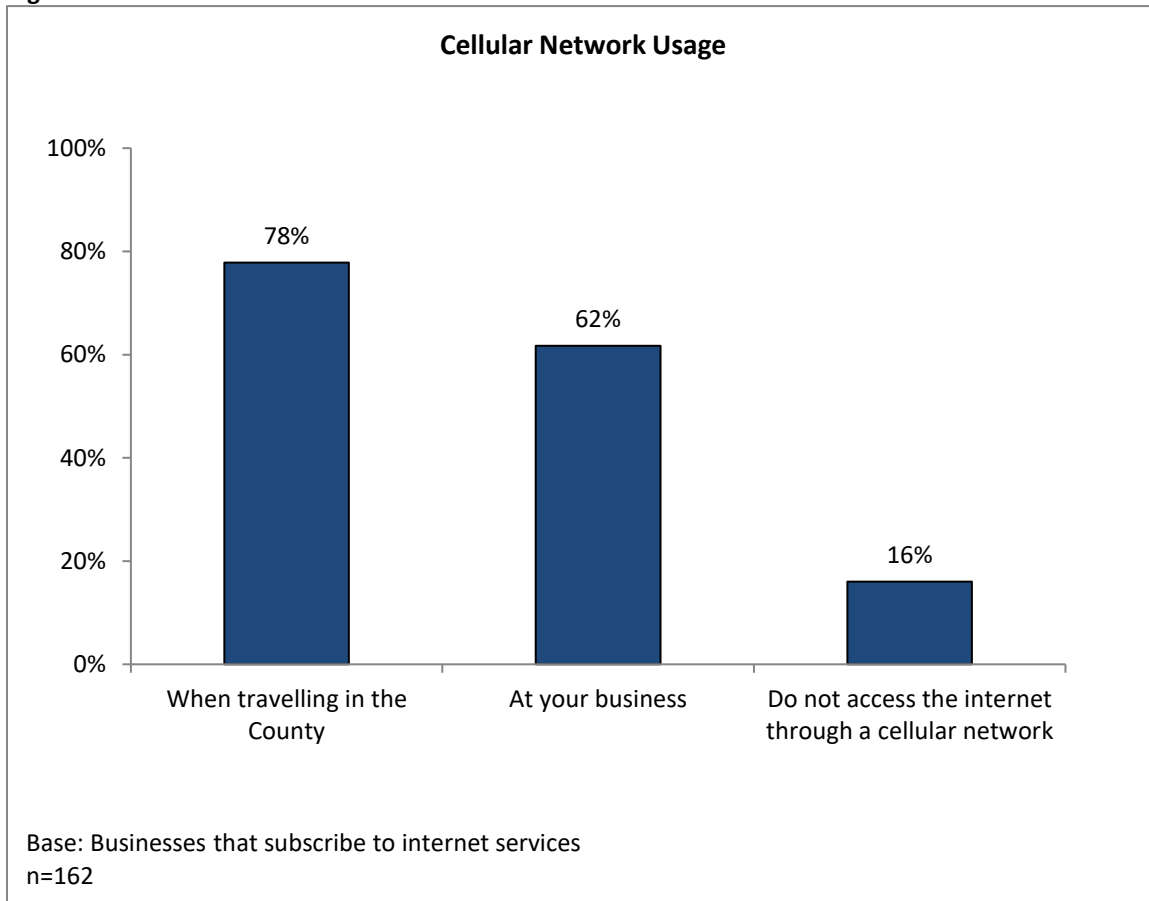 Cellular Network Usage
100%
80%
60%
40%
20%
0%
78%
62%
16%
When travelling in the
County
At your business
Do not access the internet
through a cellular network
Base: Businesses that subscribe to internet services
n=162